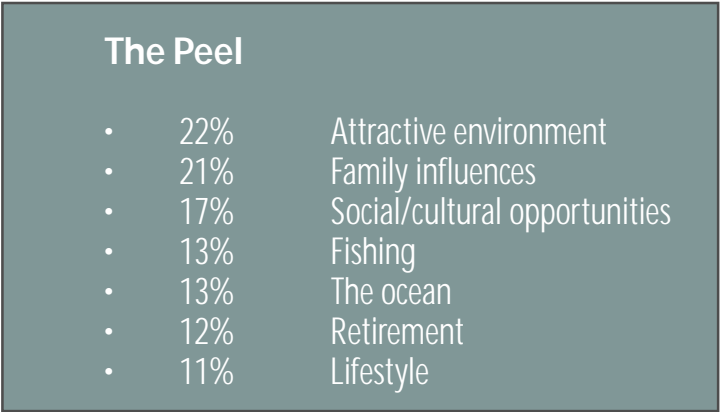 The Peel
• 22% Attractive environment
• 21% Family influences
• 17% Social/cultural opportunities
• 13% Fishing
• 13% The ocean
• 12% Retirement
• 11% Lifestyle